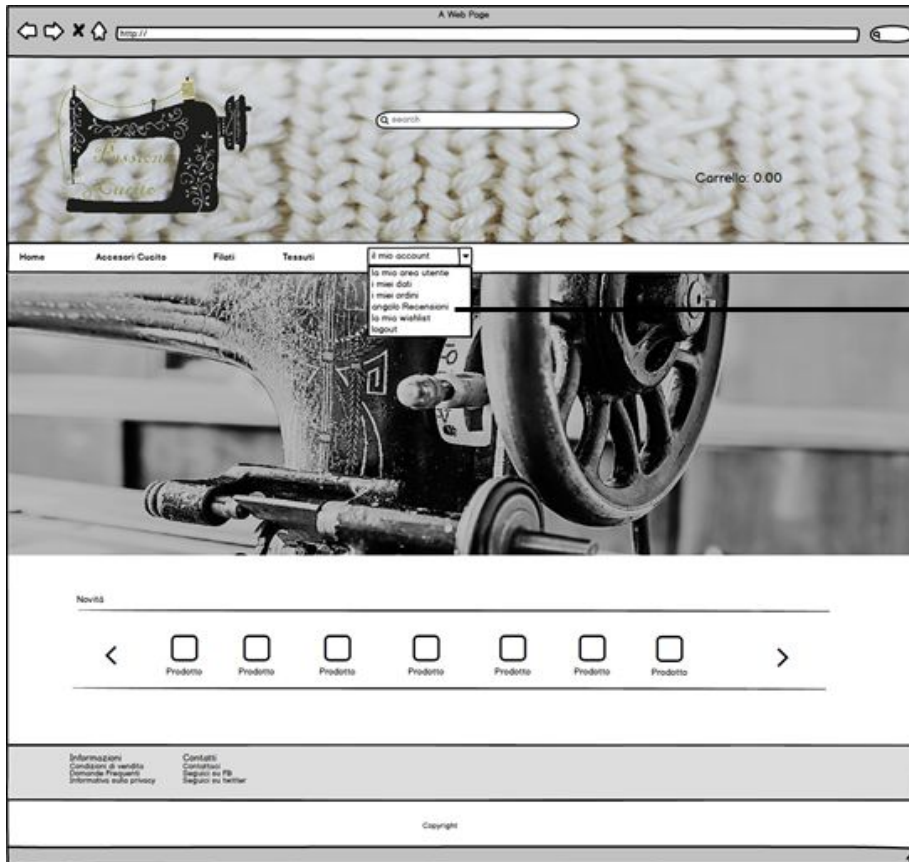 A Web Page
http://
search
Passione
Cucito
Carrello: 0.00
Home
Accesori Cucito
Filati
Tessuti
il mio account
la mia area utente
i miei dati
i miei ordini
angolo Recensioni
la mia wishlist
logout
Novità
Prodotto Prodotto Prodotto Prodotto Prodotto Prodotto Prodotto
Informazioni
Condizioni di vendita
Domande Frequenti
Informativa sulla privacy
Contatti
Contattaci
Seguici su FB
Seguici su twitter
Copyright